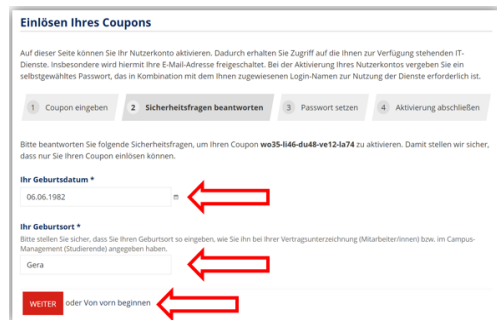 Einlösen Ihres Coupons
Auf dieser Seite können Sie Ihr Nutzerkonto aktivieren. Dadurch erhalten Sie Zugriff auf die Ihnen zur Verfügung stehenden IT-
Dienste. Insbesondere wird hiermit Ihre E-Mail-Adresse freigeschaltet. Bei der Aktivierung Ihres Nutzerkontos vergeben Sie ein
selbstgewähltes Passwort, das in Kombination mit dem Ihnen zugewiesenen Login-Namen zur Nutzung der Dienste erforderlich ist.
1 Coupon eingeben 2 Sicherheitsfragen beantworten 3 Passwort setzen 4 Aktivierung abschließen
Bitte beantworten Sie folgende Sicherheitsfragen, um Ihren Coupon wo35-li46-du48-ve12-la74 zu aktivieren. Damit stellen wir sicher,
dass nur Sie Ihren Coupon einlösen können.
Ihr Geburtsdatum *
06.06.1982
Ihr Geburtsort *
Bitte stellen Sie sicher, dass Sie Ihren Geburtsort so eingeben, wie Sie ihn bei Ihrer Vertragsunterzeichnung (Mitarbeiter/innen) bzw. im Campus-
Management (Studierende) angegeben haben.
Gera
WEITER oder Von vorn beginnen